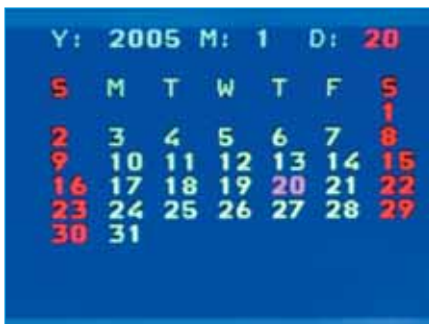 Y: 2005 M: 1 D: 20
S M T W T F S
1
2 3 4 5 6 7 8
9 10 11 12 13 14 15
16 17 18 19 20 21 22
23 24 25 26 27 28 29
30 31